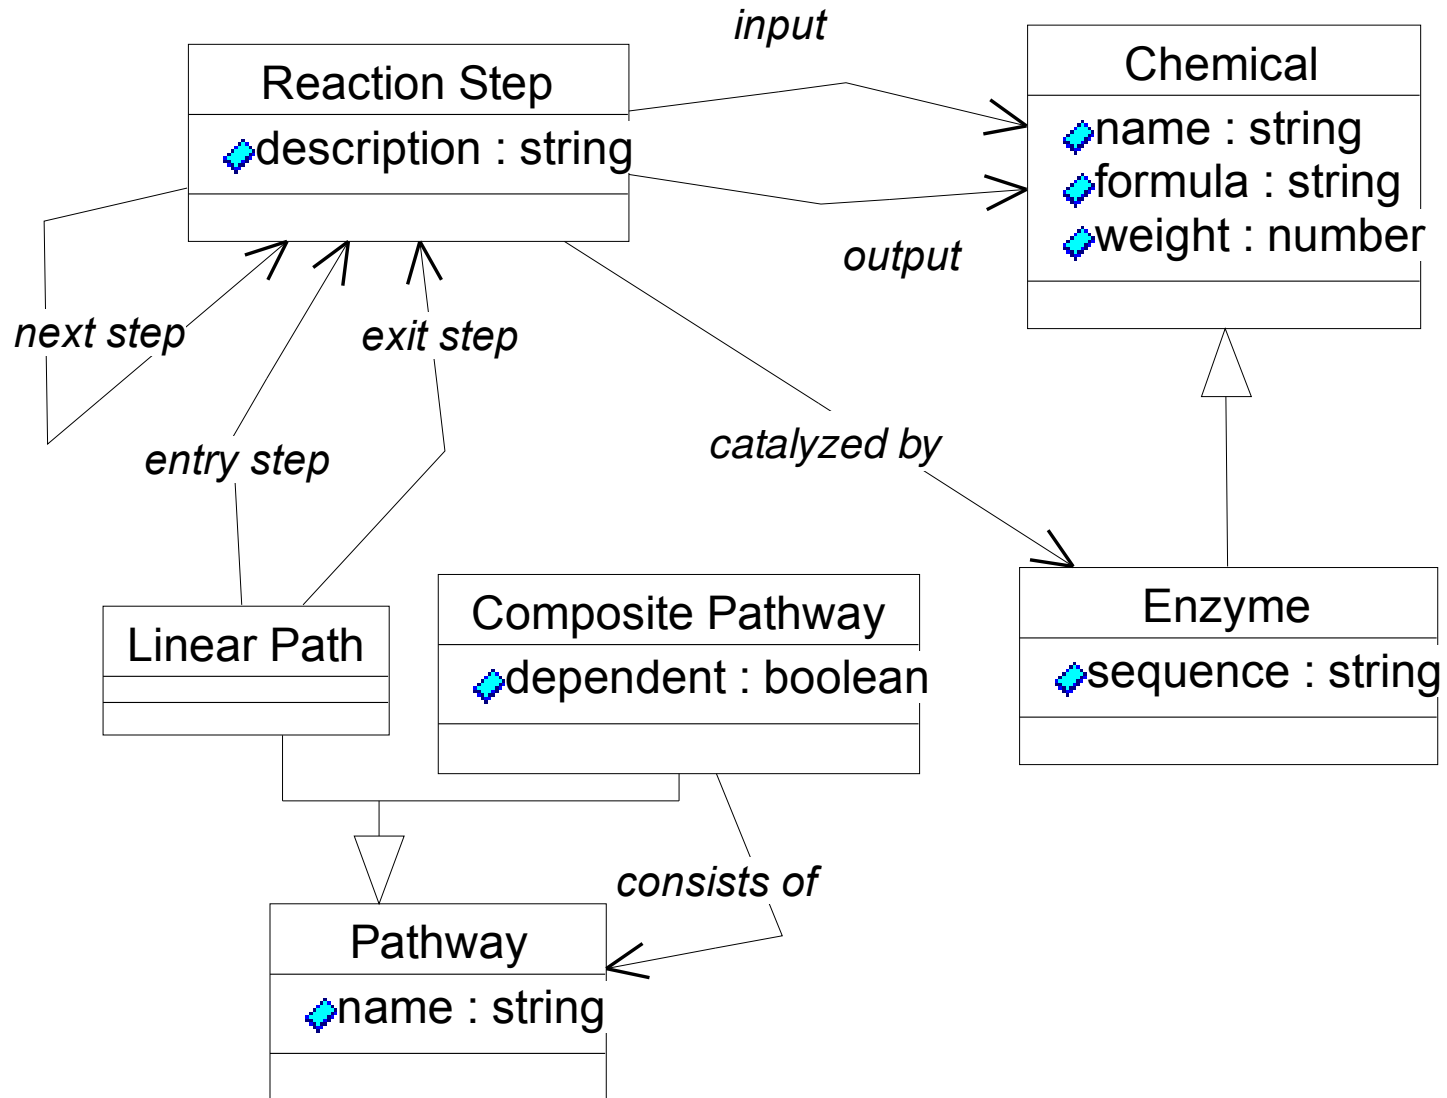 input
Reaction Step
description : string
Chemical
name : string
formula : string
weight : number
output
next step
exit step
entry step
catalyzed by
Linear Path
Composite Pathway
dependent : boolean
Enzyme
sequence : string
consists of
Pathway
name : string